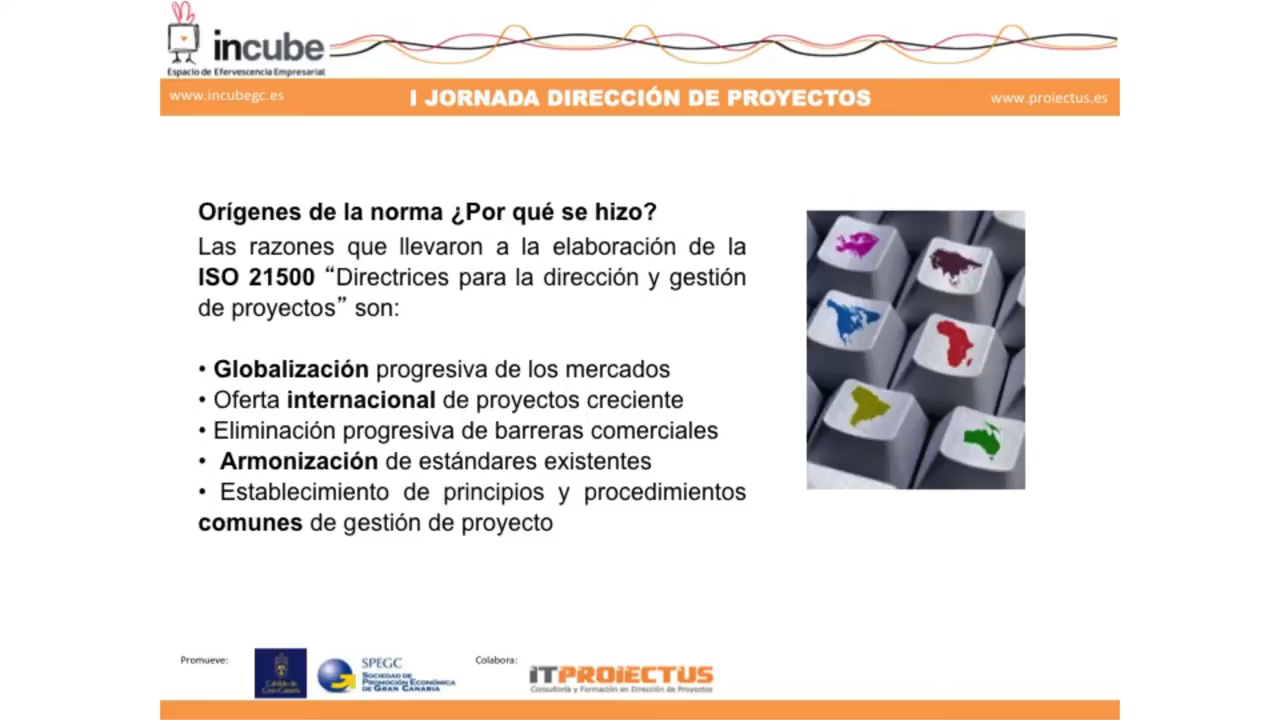 incube
Espacio de Efervescencia Empresarial
www.incubegc.es
I JORNADA DIRECCIÓN DE PROYECTOS
www.proiectus.es
Orígenes de la norma ¿Por qué se hizo?
Las razones que llevaron a la elaboración de la
ISO 21500 “Directrices para la dirección y gestión
de proyectos” son:
• Globalización progresiva de los mercados
• Oferta internacional de proyectos creciente
• Eliminación progresiva de barreras comerciales
• Armonización de estándares existentes
• Establecimiento de principios y procedimientos
comunes de gestión de proyecto
Promueve:
Cabildo de
Gran Canaria
SPEGC
Sociedad de
Promoción Económica
de Gran Canaria
Colabora:
iTPROiECTUS
Consultoría y Formación en Dirección de Proyectos